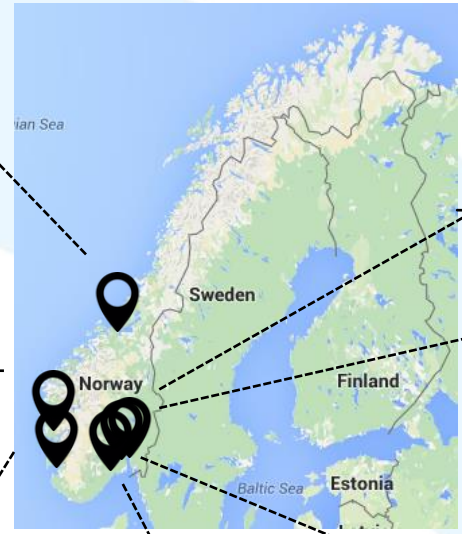 ian Sea
Sweden
Norway
Finland
Baltic Sea
Estonia